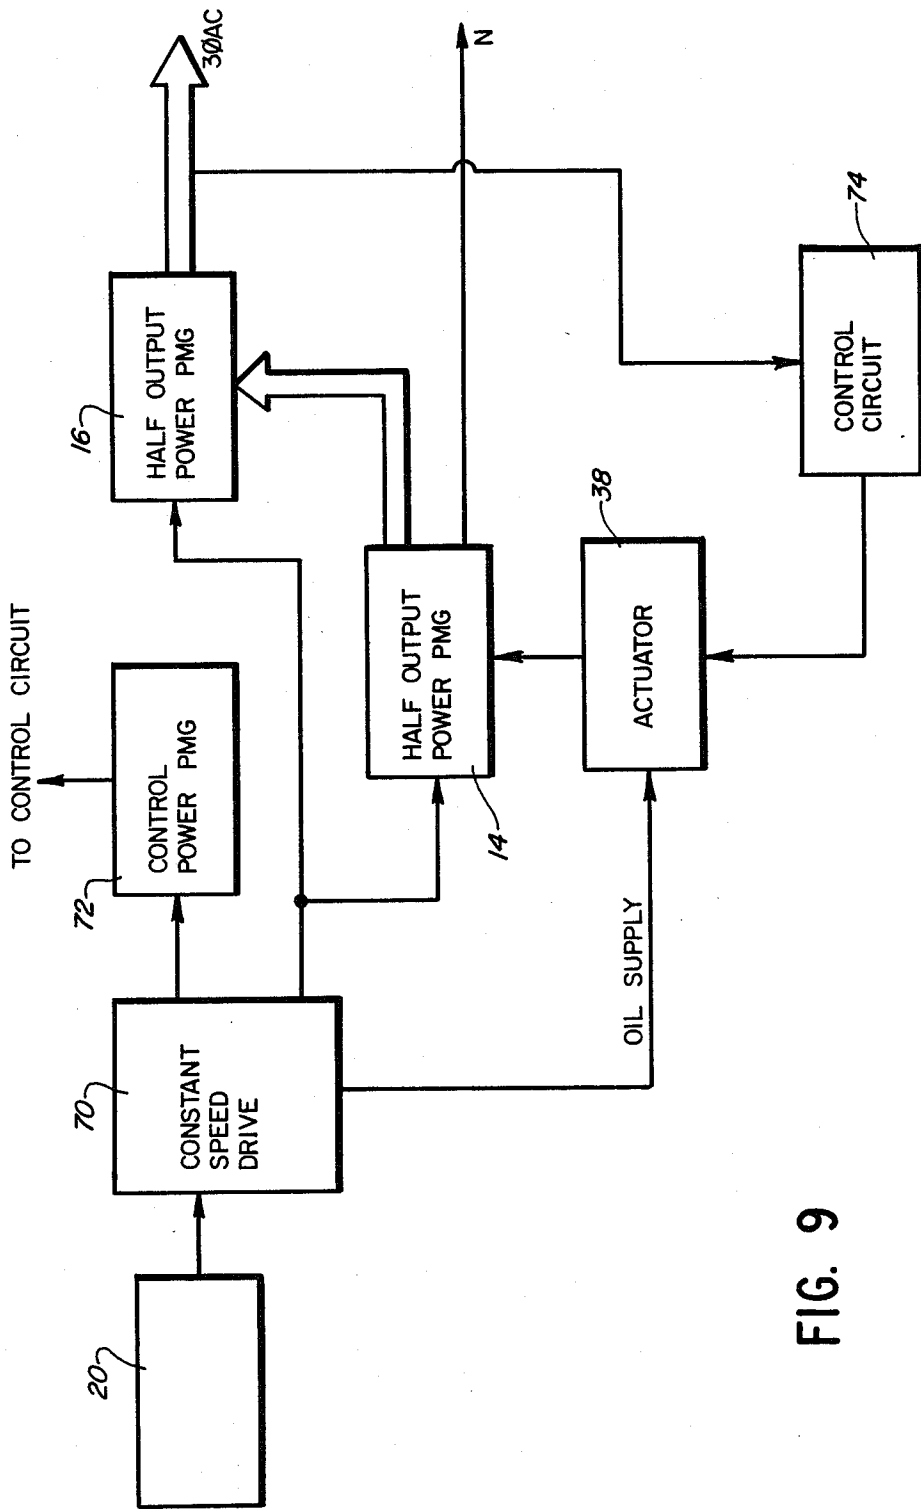 TO CONTROL CIRCUIT
20
70
72
16
CONSTANT
SPEED
DRIVE
CONTROL
POWER PMG
HALF OUTPUT
POWER PMG
3ØAC
HALF OUTPUT
POWER PMG
14
N
OIL SUPPLY
ACTUATOR
38
CONTROL
CIRCUIT
74
FIG. 9